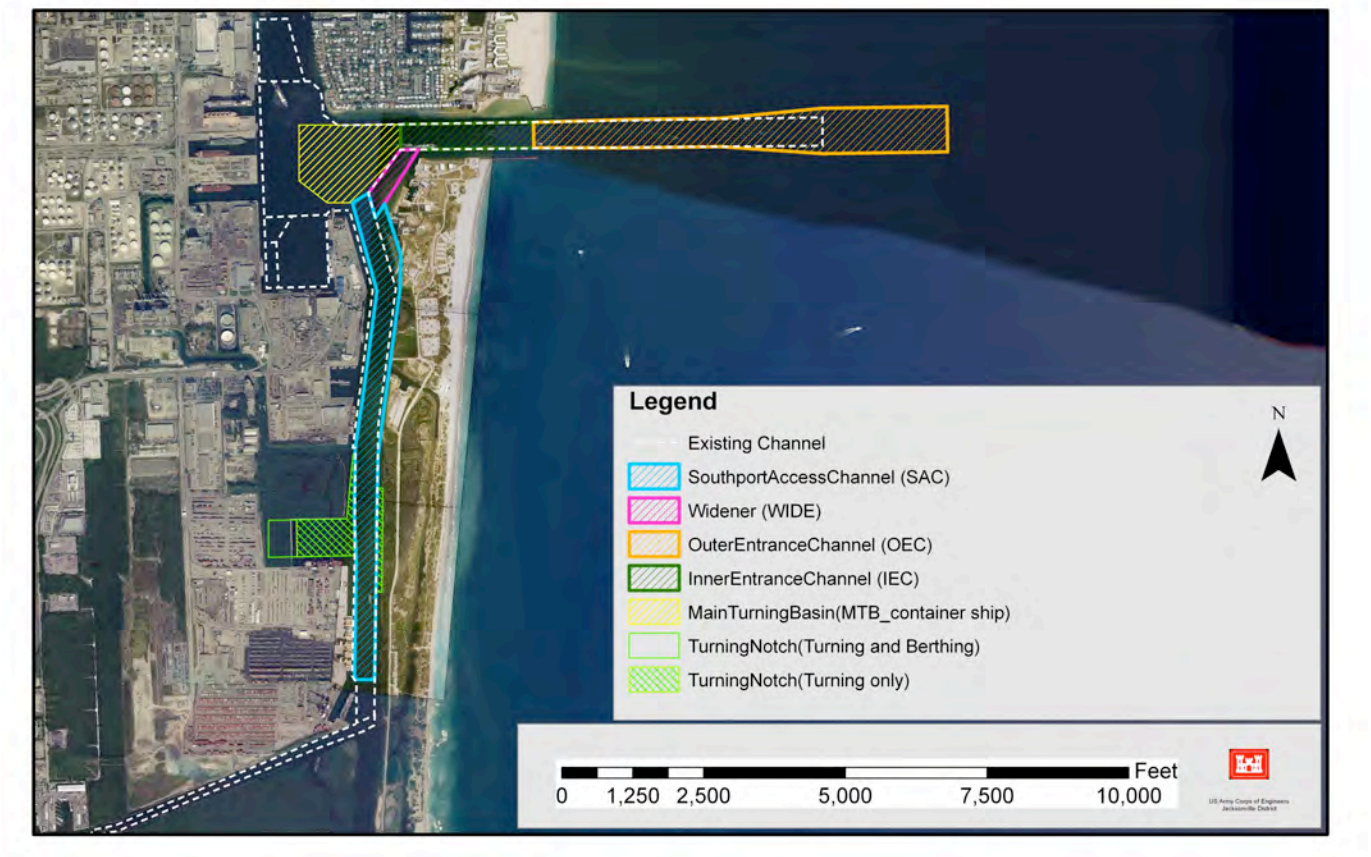 Legend
N
Existing Channel
SouthportAccessChannel (SAC)
Widener (WIDE)
OuterEntranceChannel (OEC)
InnerEntranceChannel (IEC)
MainTurningBasin(MTB_container ship)
TurningNotch(Turning and Berthing)
TurningNotch(Turning only)
Feet
0 1,250 2,500 5,000 7,500 10,000
US Army Corps of Engineers
Jacksonville District